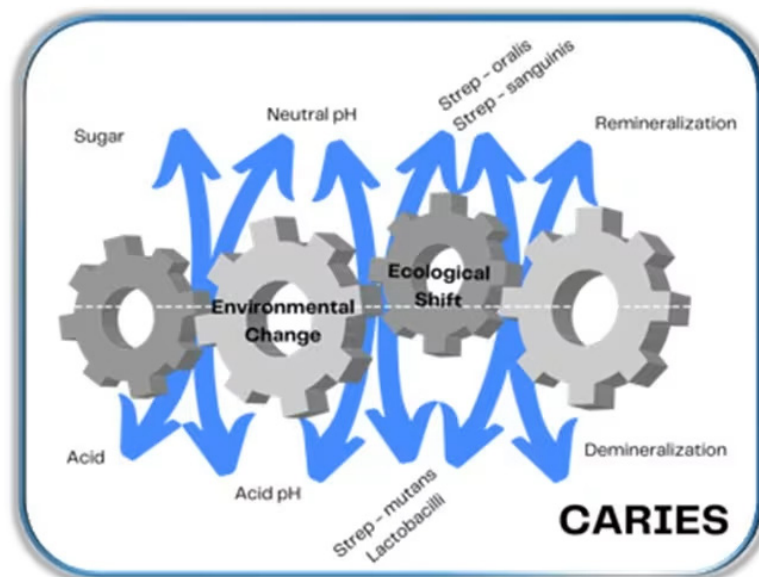 Strep - oralis
Strep - sanguinis
Neutral pH
Sugar
Remineralization
Environmental
Change
Ecological
Shift
Acid
Acid pH
Strep - mutans
Lactobacilli
Demineralization
CARIES